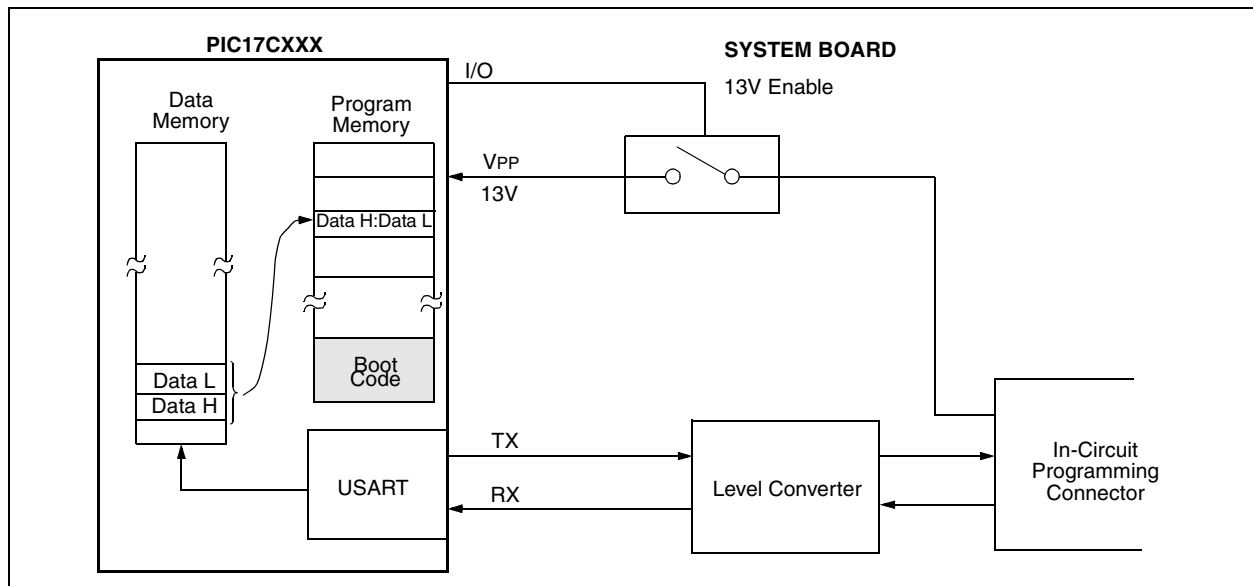 PIC17CXXX
SYSTEM BOARD
I/O
13V Enable
Data
Memory
Program
Memory
VPP
13V
Data H:Data L
Boot
Code
Data L
Data H
TX
USART
RX
Level Converter
In-Circuit
Programming
Connector